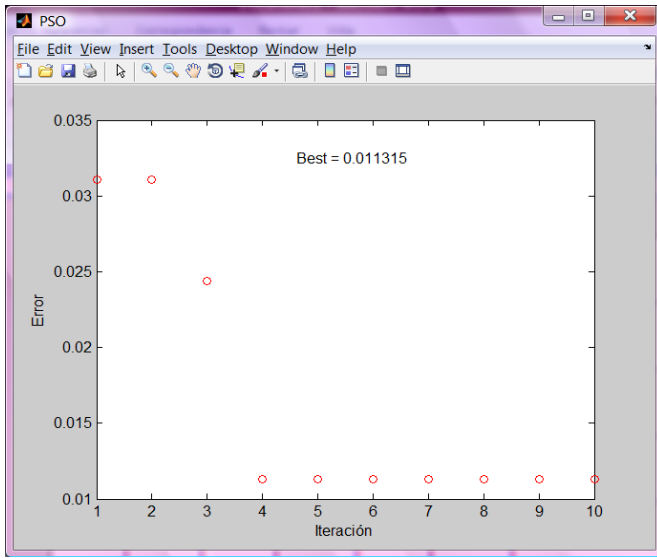 PSO
File Edit View Insert Tools Desktop Window Help
Best = 0.011315
0.035
0.03
0.025
0.02
0.015
0.01
Error
1 2 3 4 5 6 7 8 9 10
Iteración